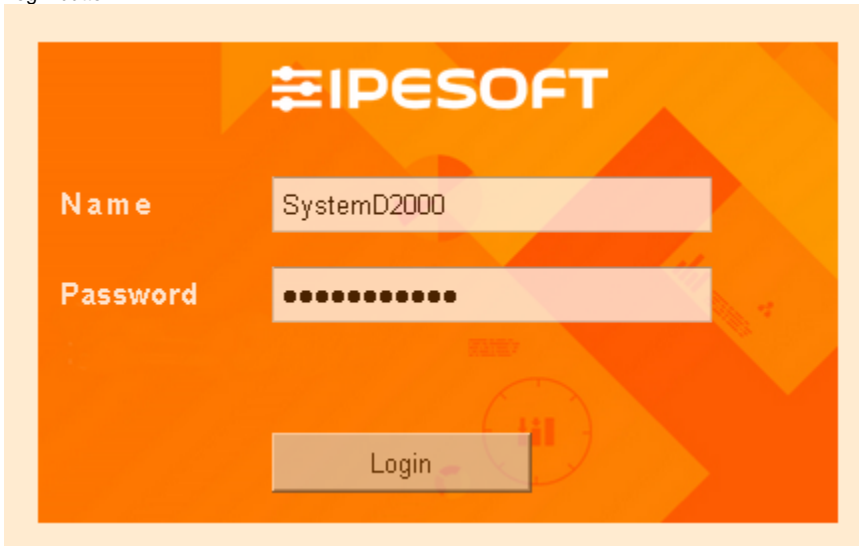 IPESOFT
Name
SystemD2000
Password
●●●●●●●●●●●
Login